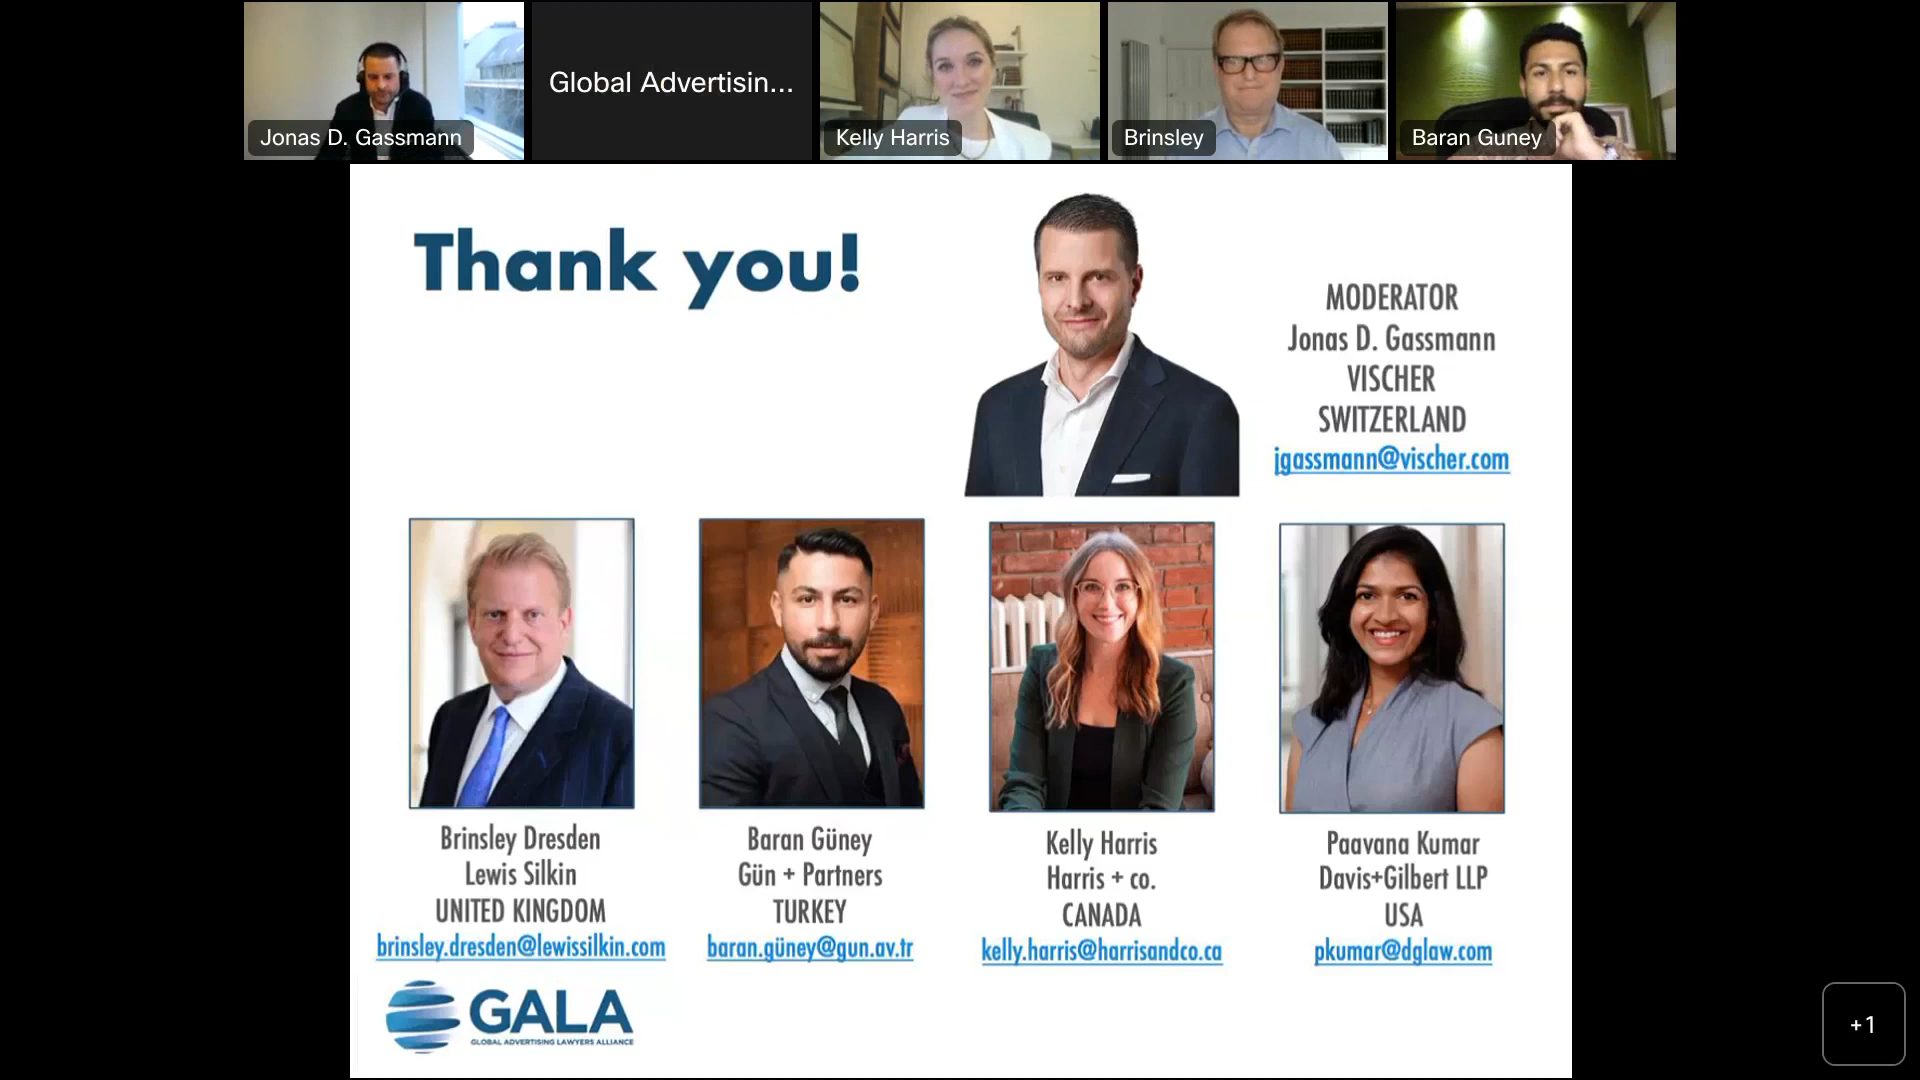 Jonas D. Gassmann
Global Advertisin...
Kelly Harris
Brinsley
Baran Guney
Thank you!
MODERATOR
Jonas D. Gassmann
VISCHER
SWITZERLAND
jgassmann@vischer.com
Brinsley Dresden
Lewis Silkin
UNITED KINGDOM
brinsley.dresden@lewissilkin.com
Baran Güney
Gün + Partners
TURKEY
baran.güney@gun.av.tr
Kelly Harris
Harris + co.
CANADA
kelly.harris@harrisandco.ca
Paavana Kumar
Davis+Gilbert LLP
USA
pkumar@dglaw.com
GALA
GLOBAL ADVERTISING LAWYERS ALLIANCE
+1